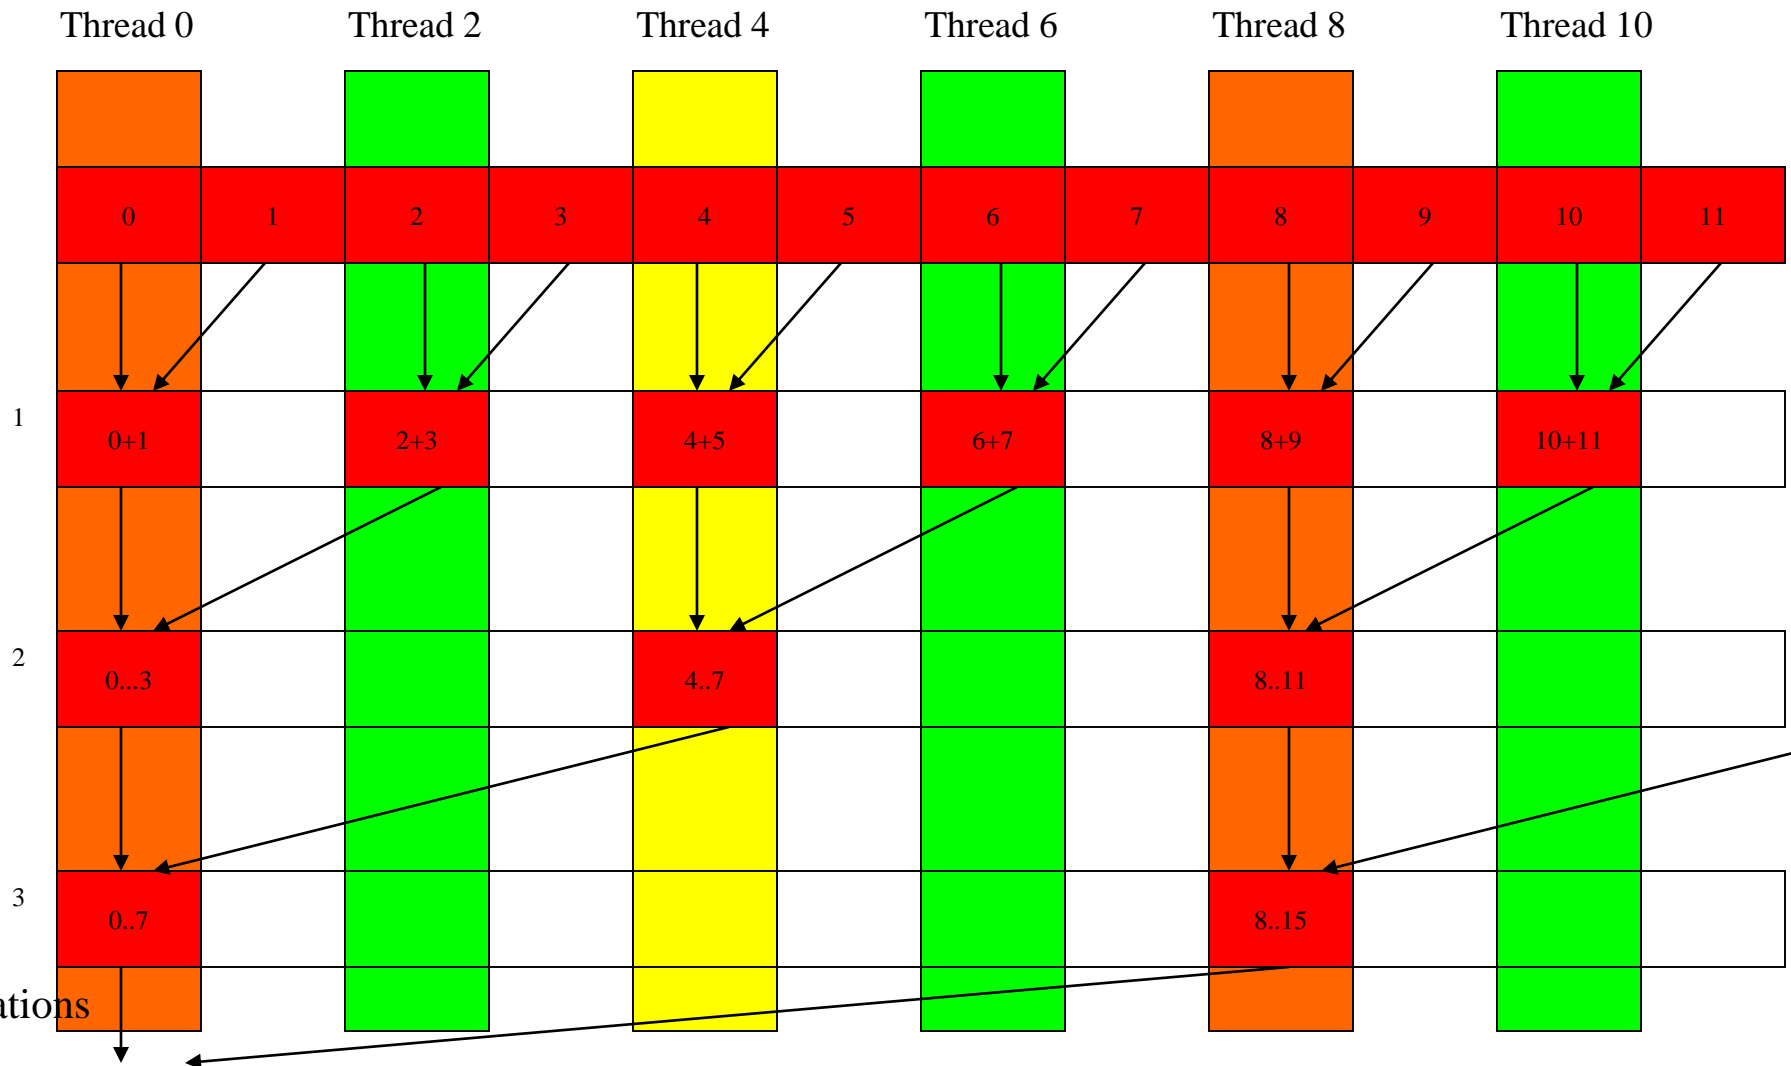 Thread 0 Thread 2 Thread 4 Thread 6 Thread 8 Thread 10
0 1 2 3 4 5 6 7 8 9 10 11
1 0+1 2+3 4+5 6+7 8+9 10+11
2 0...3 4..7 8..11
3 0..7 8..15
ations